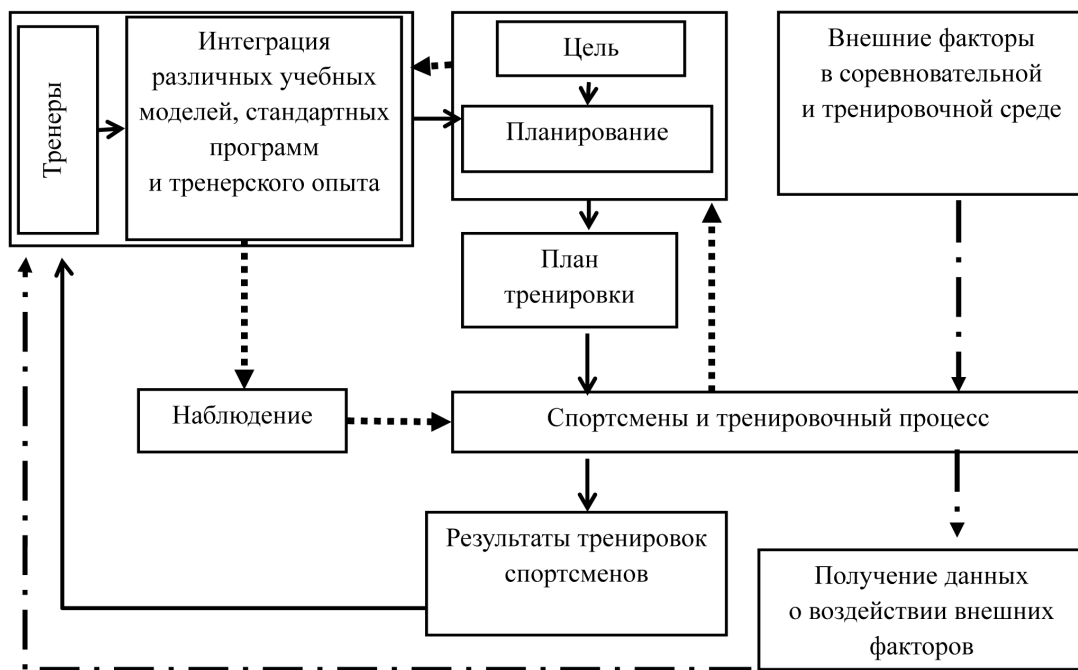 Тренеры
Интеграция
различных учебных
моделей, стандартных
программ
и тренерского опыта
Цель
Планирование
Внешние факторы
в соревновательной
и тренировочной среде
План
тренировки
Наблюдение
Спортсмены и тренировочный процесс
Результаты тренировок
спортсменов
Получение данных
о воздействии внешних
факторов